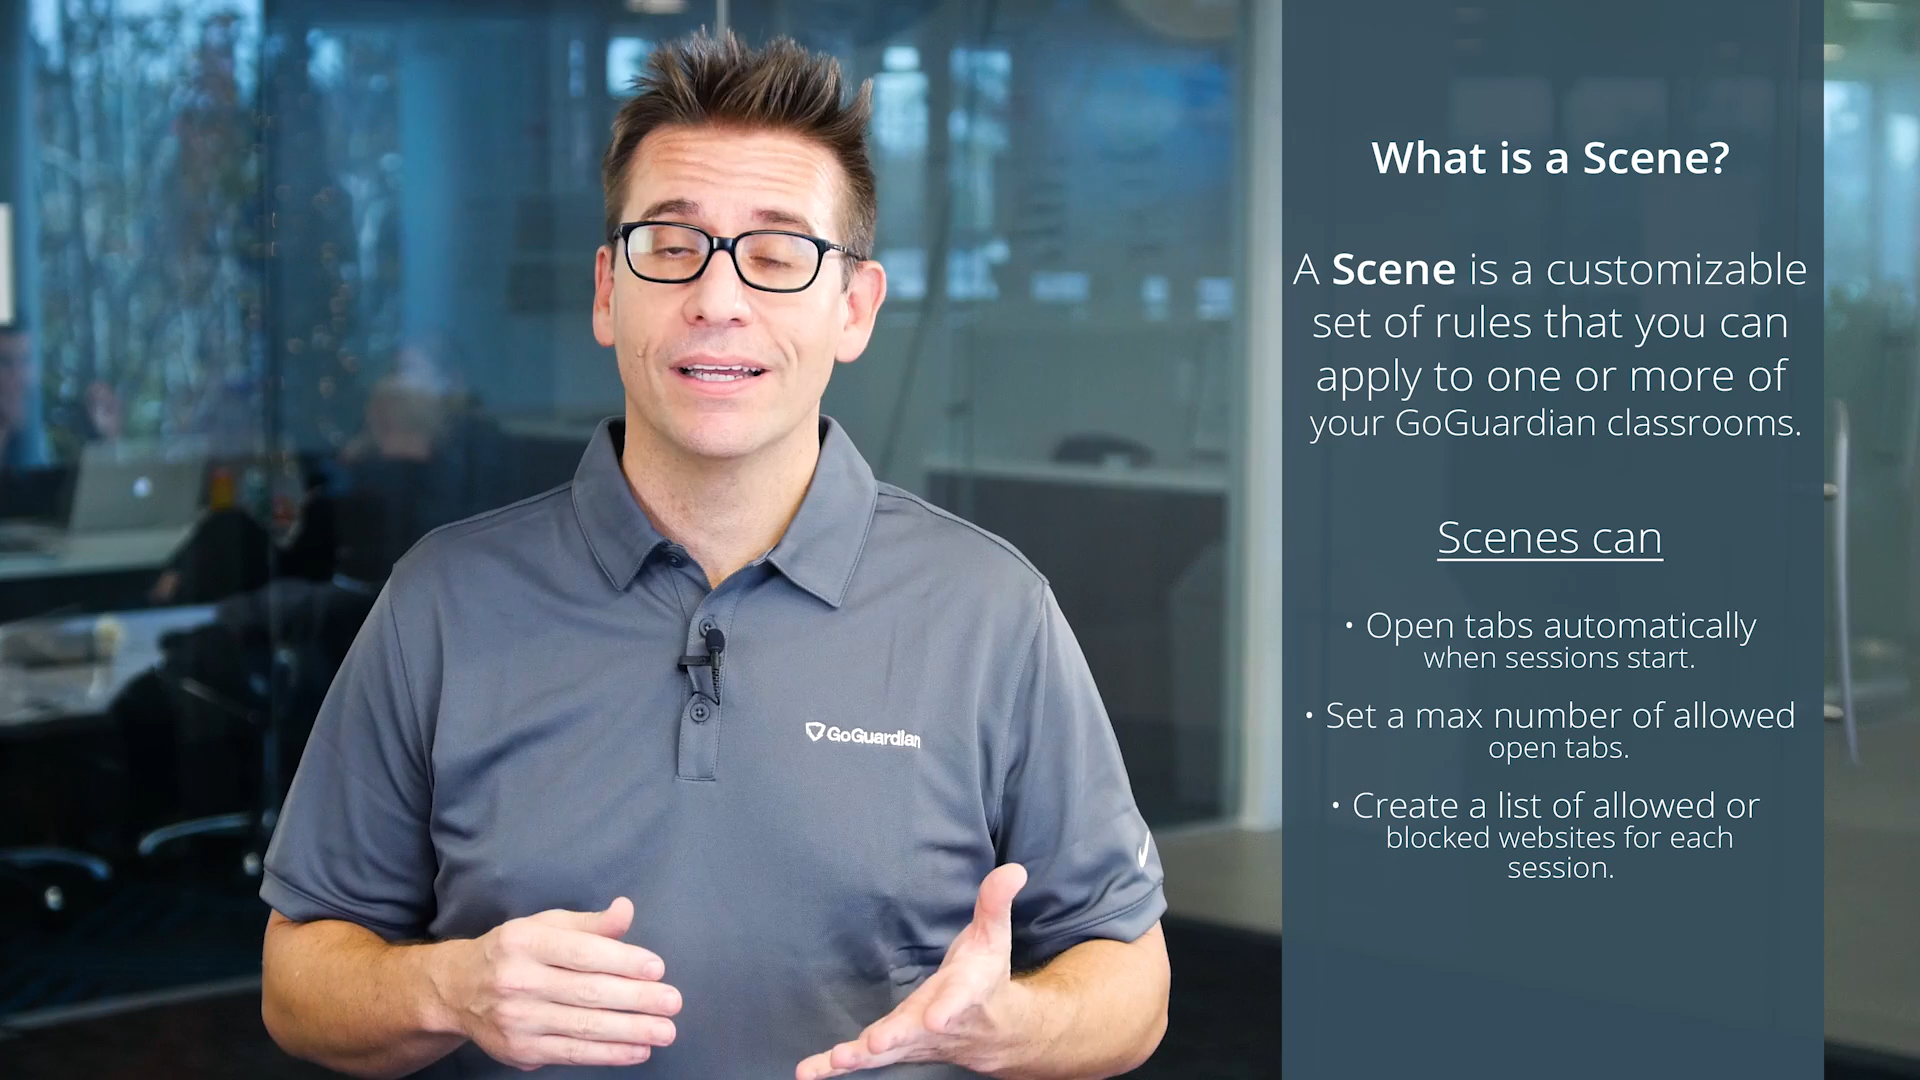 What is a Scene?
A Scene is a customizable
set of rules that you can
apply to one or more of
your GoGuardian classrooms.
Scenes can
• Open tabs automatically
when sessions start.
• Set a max number of allowed
open tabs.
• Create a list of allowed or
blocked websites for each
session.
GoGuardian